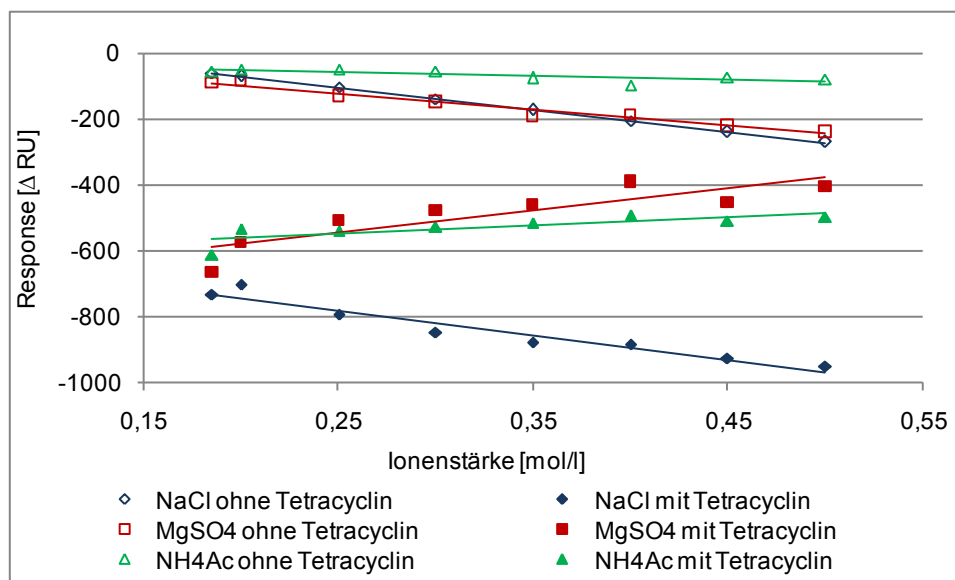 0
-200
-400
-600
-800
-1000
Response [Δ RU]
0,15 0,25 0,35 0,45 0,55
Ionenstärke [mol/l]
NaCl ohne Tetracyclin NaCl mit Tetracyclin
MgSO4 ohne Tetracyclin MgSO4 mit Tetracyclin
NH4Ac ohne Tetracyclin NH4Ac mit Tetracyclin